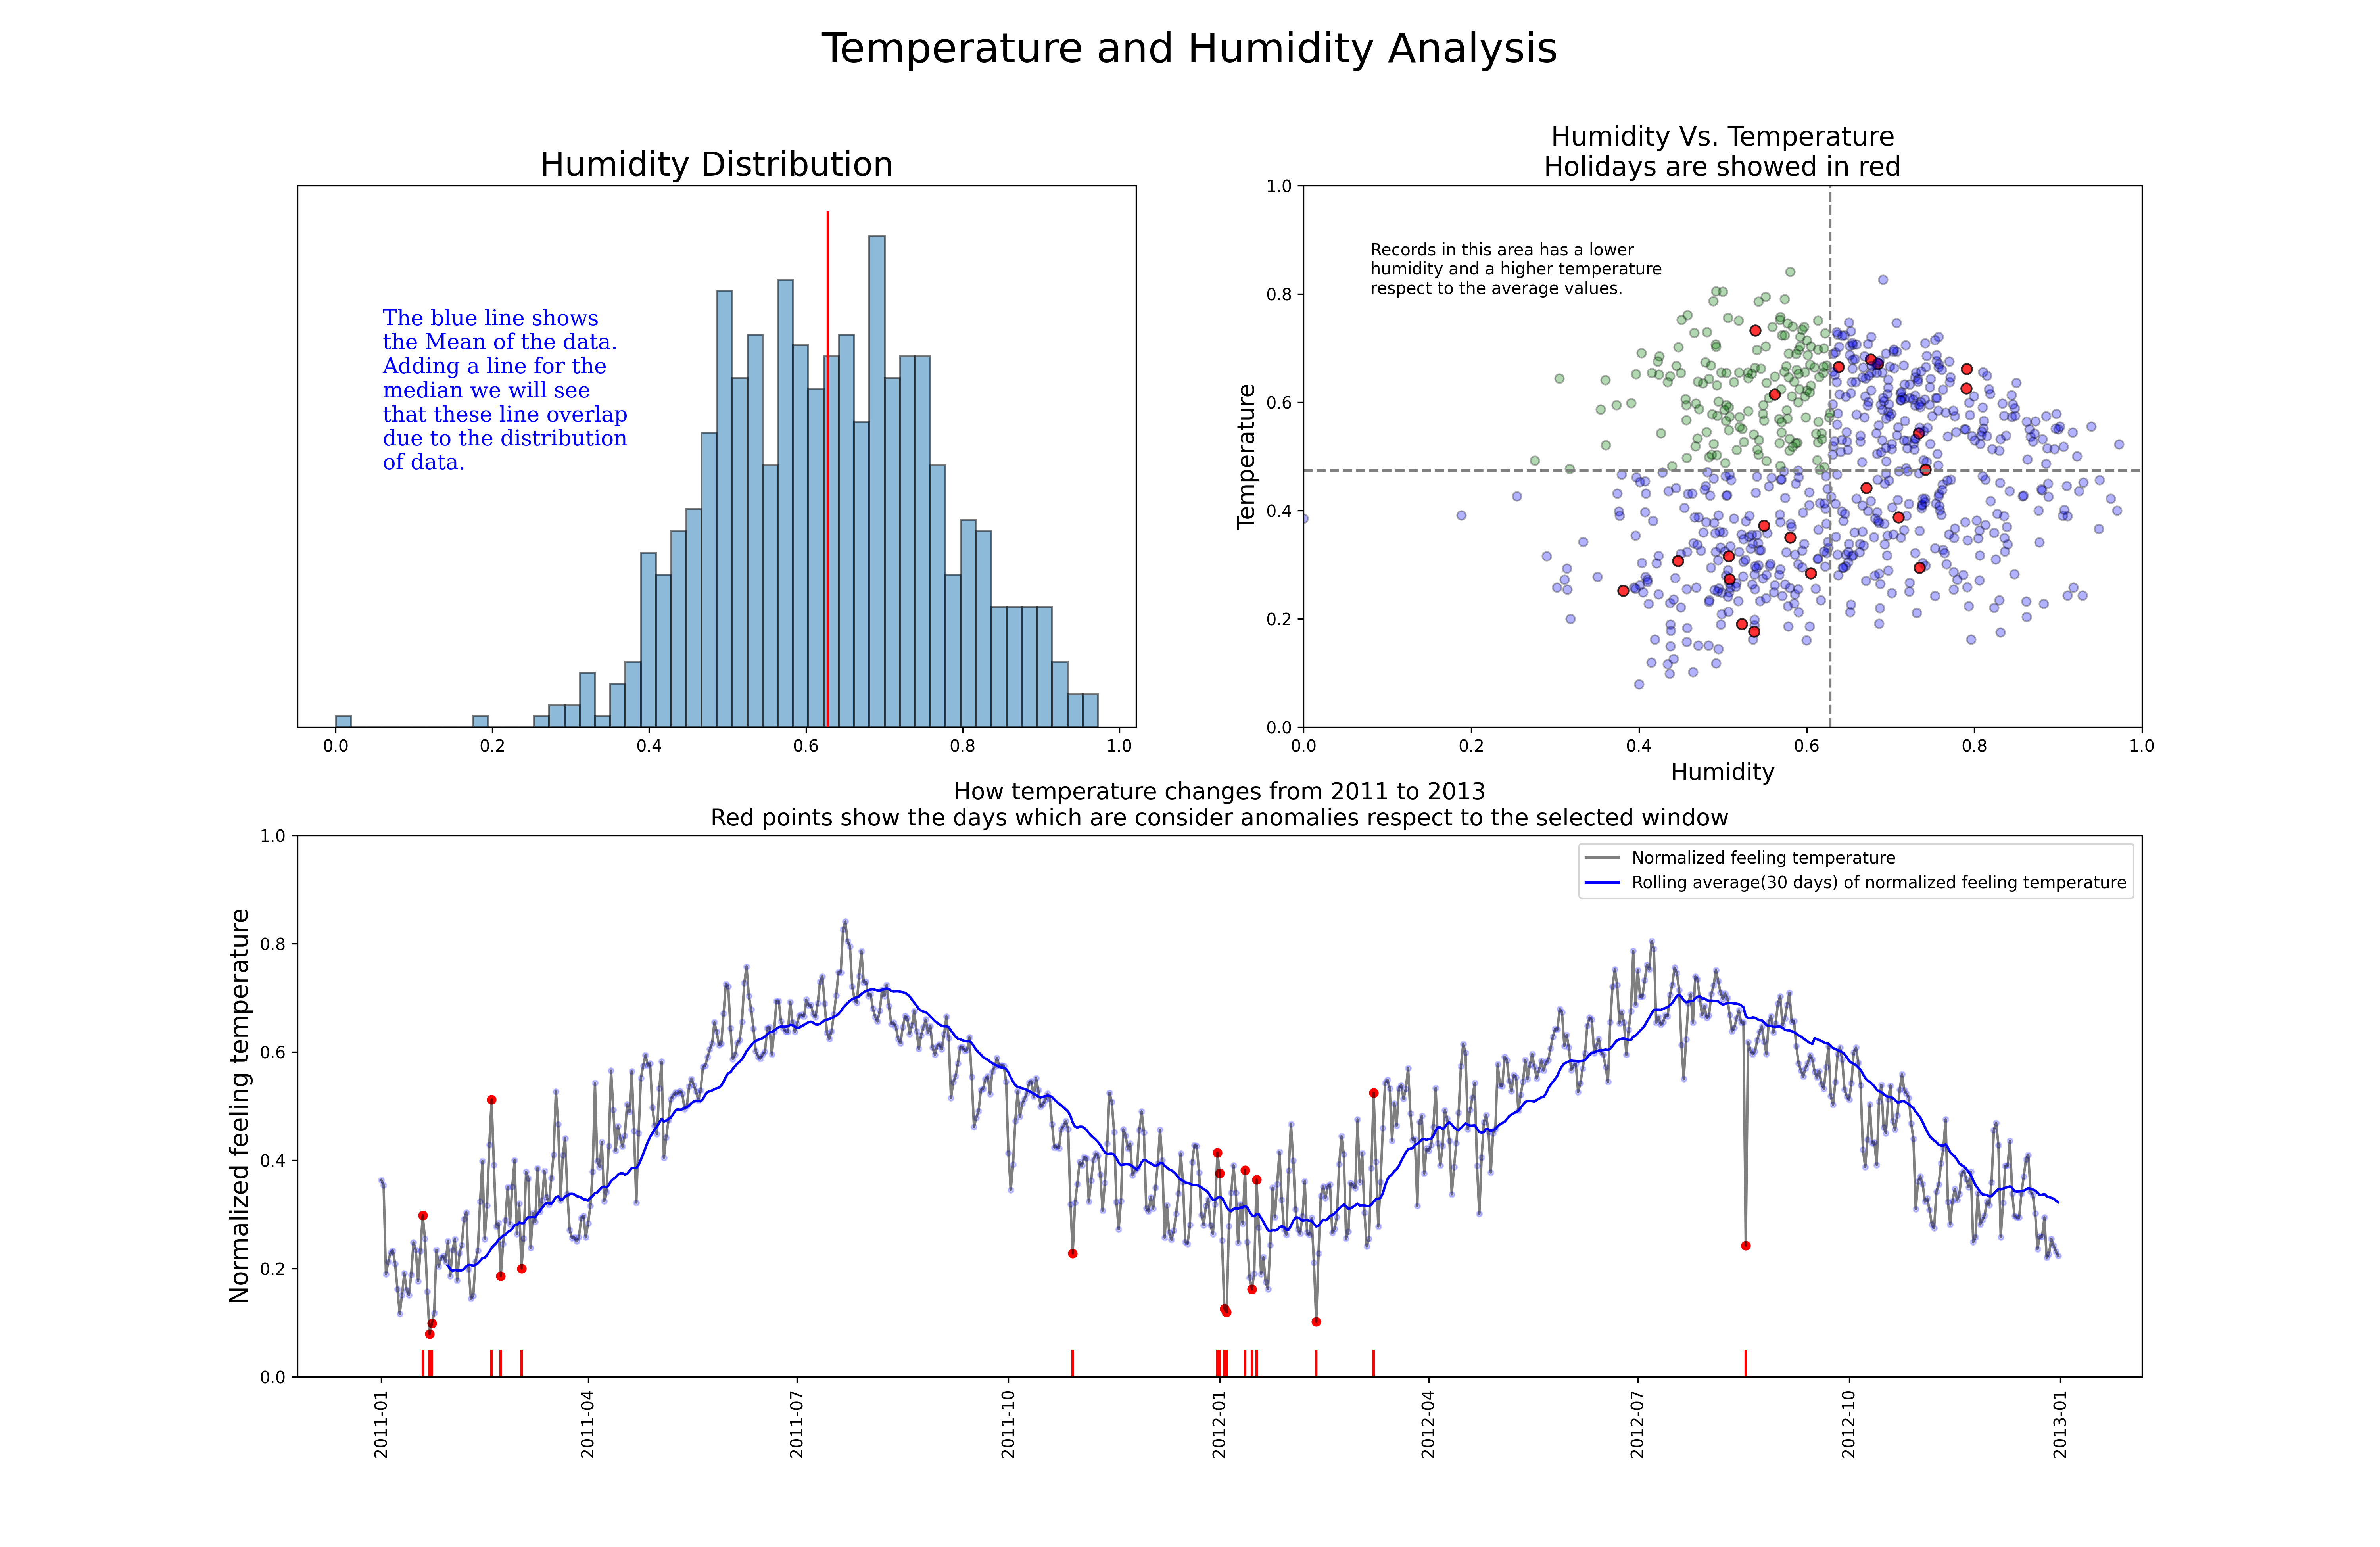 Temperature and Humidity Analysis
Humidity Distribution
The blue line shows
the Mean of the data.
Adding a line for the
median we will see
that these line overlap
due to the distribution
of data.
0.0 0.2 0.4 0.6 0.8 1.0
Humidity Vs. Temperature
Holidays are showed in red
Records in this area has a lower
humidity and a higher temperature
respect to the average values.
Temperature
1.0
0.8
0.6
0.4
0.2
0.0
0.0 0.2 0.4 0.6 0.8 1.0
Humidity
How temperature changes from 2011 to 2013
Red points show the days which are consider anomalies respect to the selected window
Normalized feeling temperature
Rolling average(30 days) of normalized feeling temperature
Normalized feeling temperature
1.0
0.8
0.6
0.4
0.2
0.0
2011-01
2011-04
2011-07
2011-10
2012-01
2012-04
2012-07
2012-10
2013-01